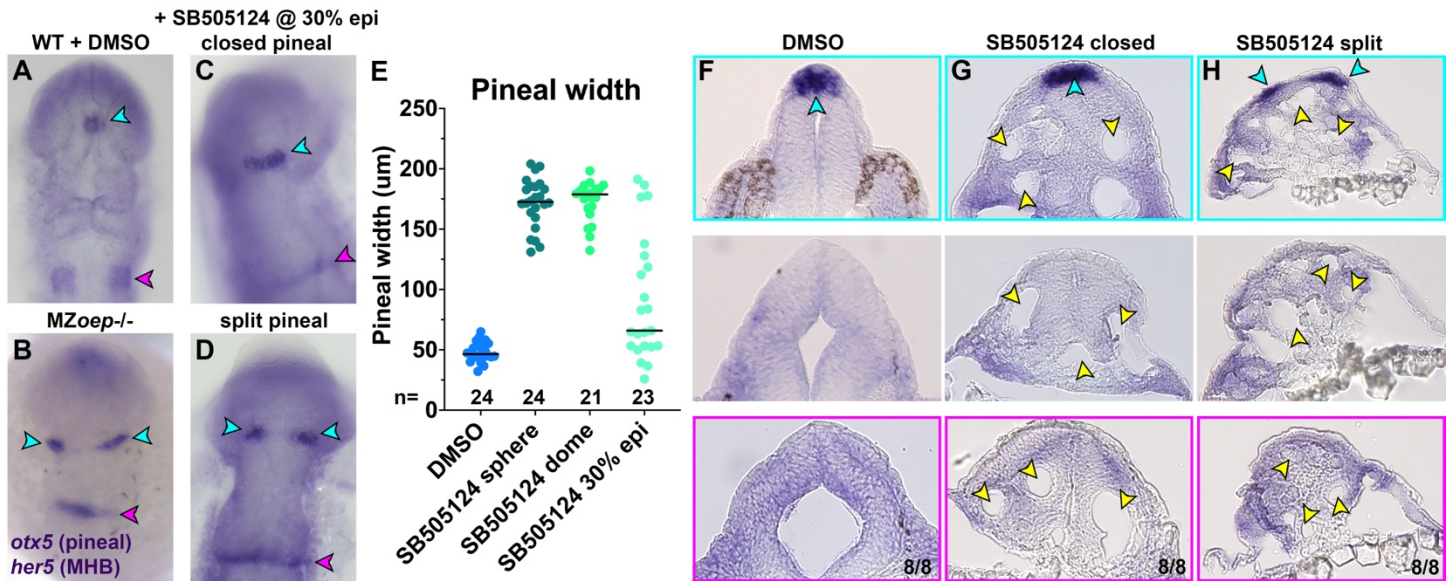 + SB505124 @ 30% epi
WT + DMSO
closed pineal
A
C
MZoep-/-
split pineal
B
D
otx5 (pineal)
her5 (MHB)
E
Pineal width
Pineal width (um)
250
200
150
100
50
0
n=
24
24
21
23
DMSO
SB505124 sphere
SB505124 dome
SB505124 30% epi
DMSO
SB505124 closed
SB505124 split
F
G
H
8/8
8/8
8/8